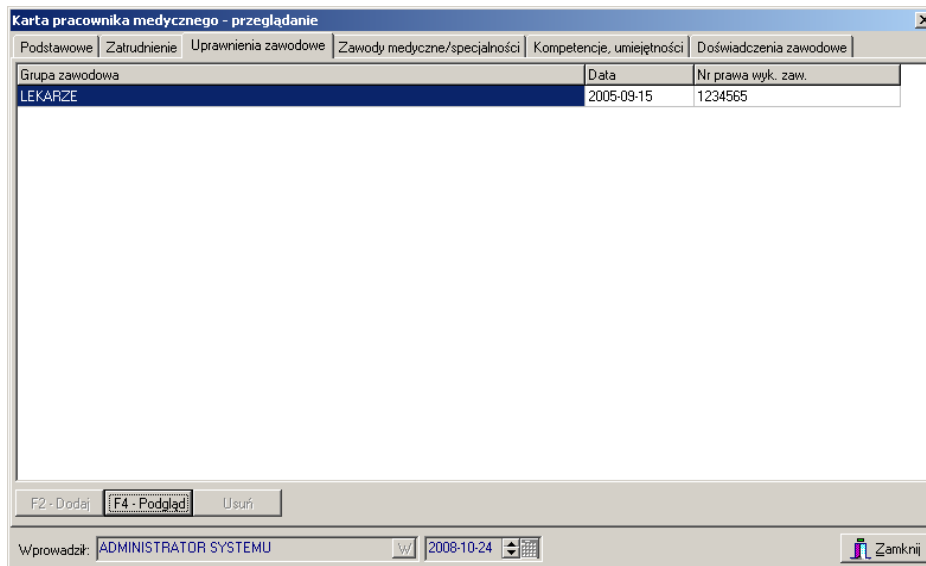 Karta pracownika medycznego - przeglądanie
Podstawowe Zatrudnienie Uprawnienia zawodowe Zawody medyczne/specjalności Kompetencje, umiejętności Doświadczenia zawodowe
Grupa zawodowa Data Nr prawa wyk. zaw.
LEKARZE 2005-09-15 1234565
F2 - Dodaj F4 - Podgląd Usuń
Wprowadził: ADMINISTRATOR SYSTEMU W 2008-10-24 Zamknij